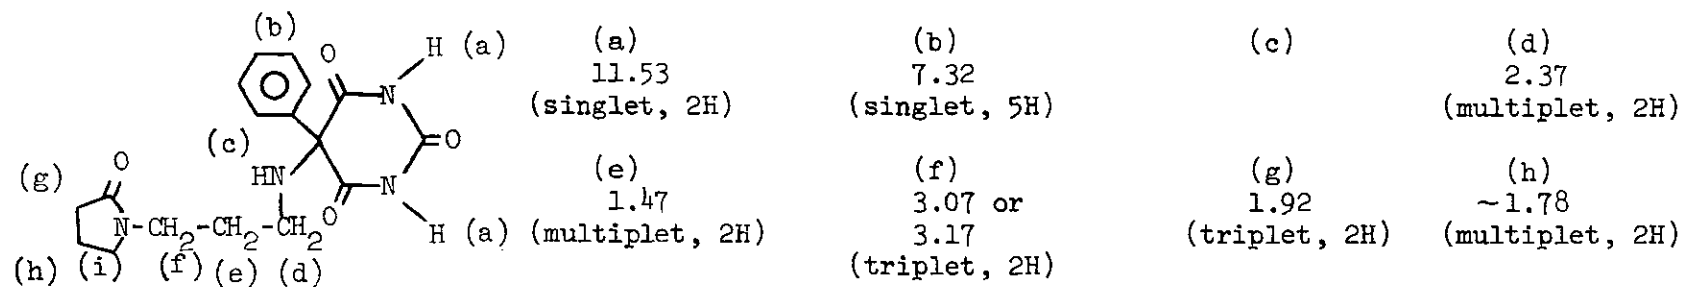 (b)
H (a)
O
N
O
(c)
HN
N
O
H (a)
(g)
O
N-CH2-CH2-CH2
(h) (i) (f) (e) (d)
(a) (b) (c) (d)
11.53 7.32 2.37
(singlet, 2H) (singlet, 5H) (multiplet, 2H)
(e) (f) (g) (h)
1.47 3.07 or 1.92 ~1.78
(multiplet, 2H) 3.17 (triplet, 2H) (multiplet, 2H)
(triplet, 2H)